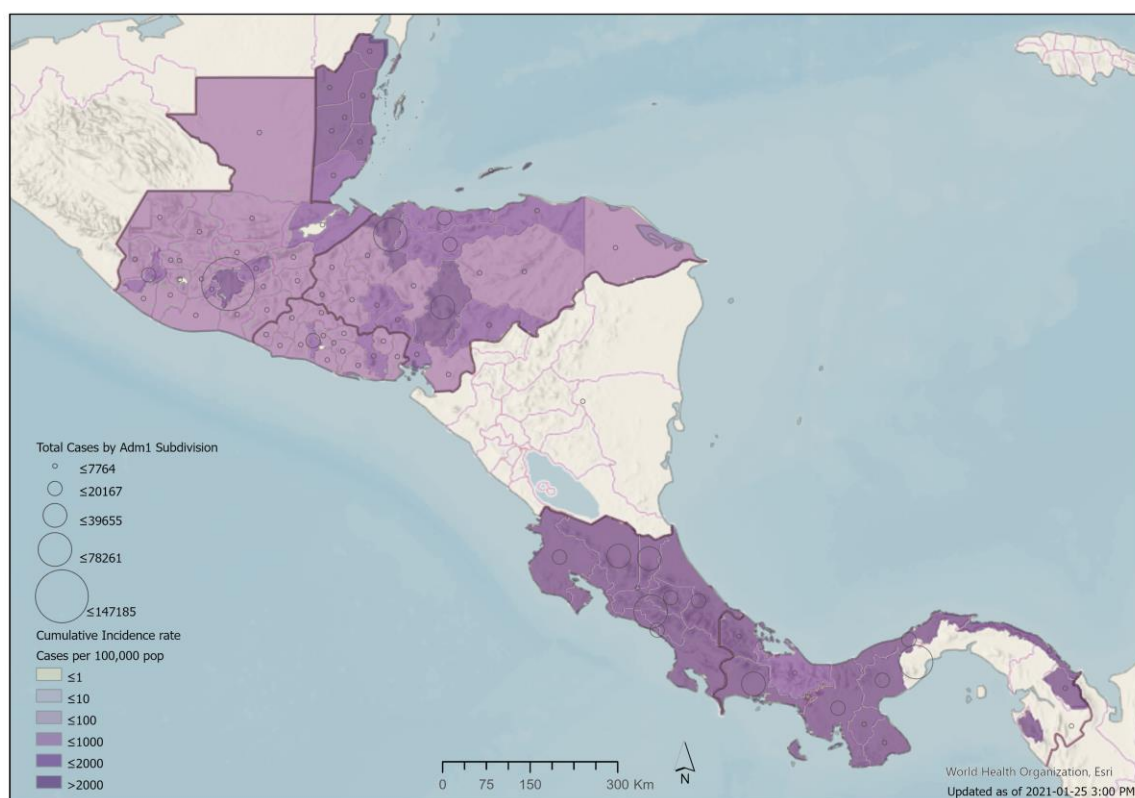 Total Cases by Adm1 Subdivision
≤7764
≤20167
≤39655
≤78261
≤147185
Cumulative Incidence rate
Cases per 100,000 pop
≤1
≤10
≤100
≤1000
≤2000
>2000
0 75 150 300 Km
N
World Health Organization, Esri
Updated as of 2021-01-25 3:00 PM